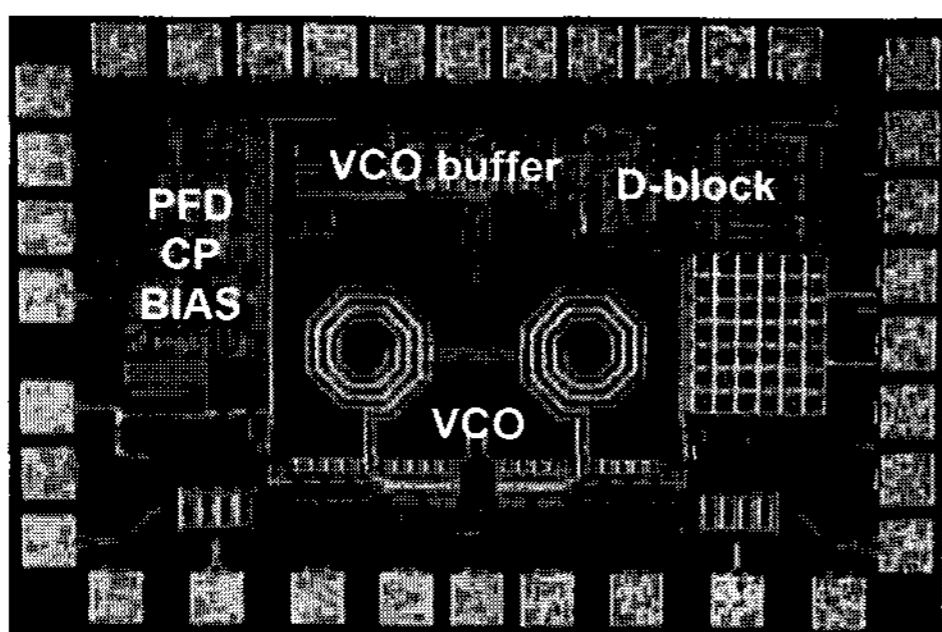 VCO buffer
D-block
PFD
CP
BIAS
VCO